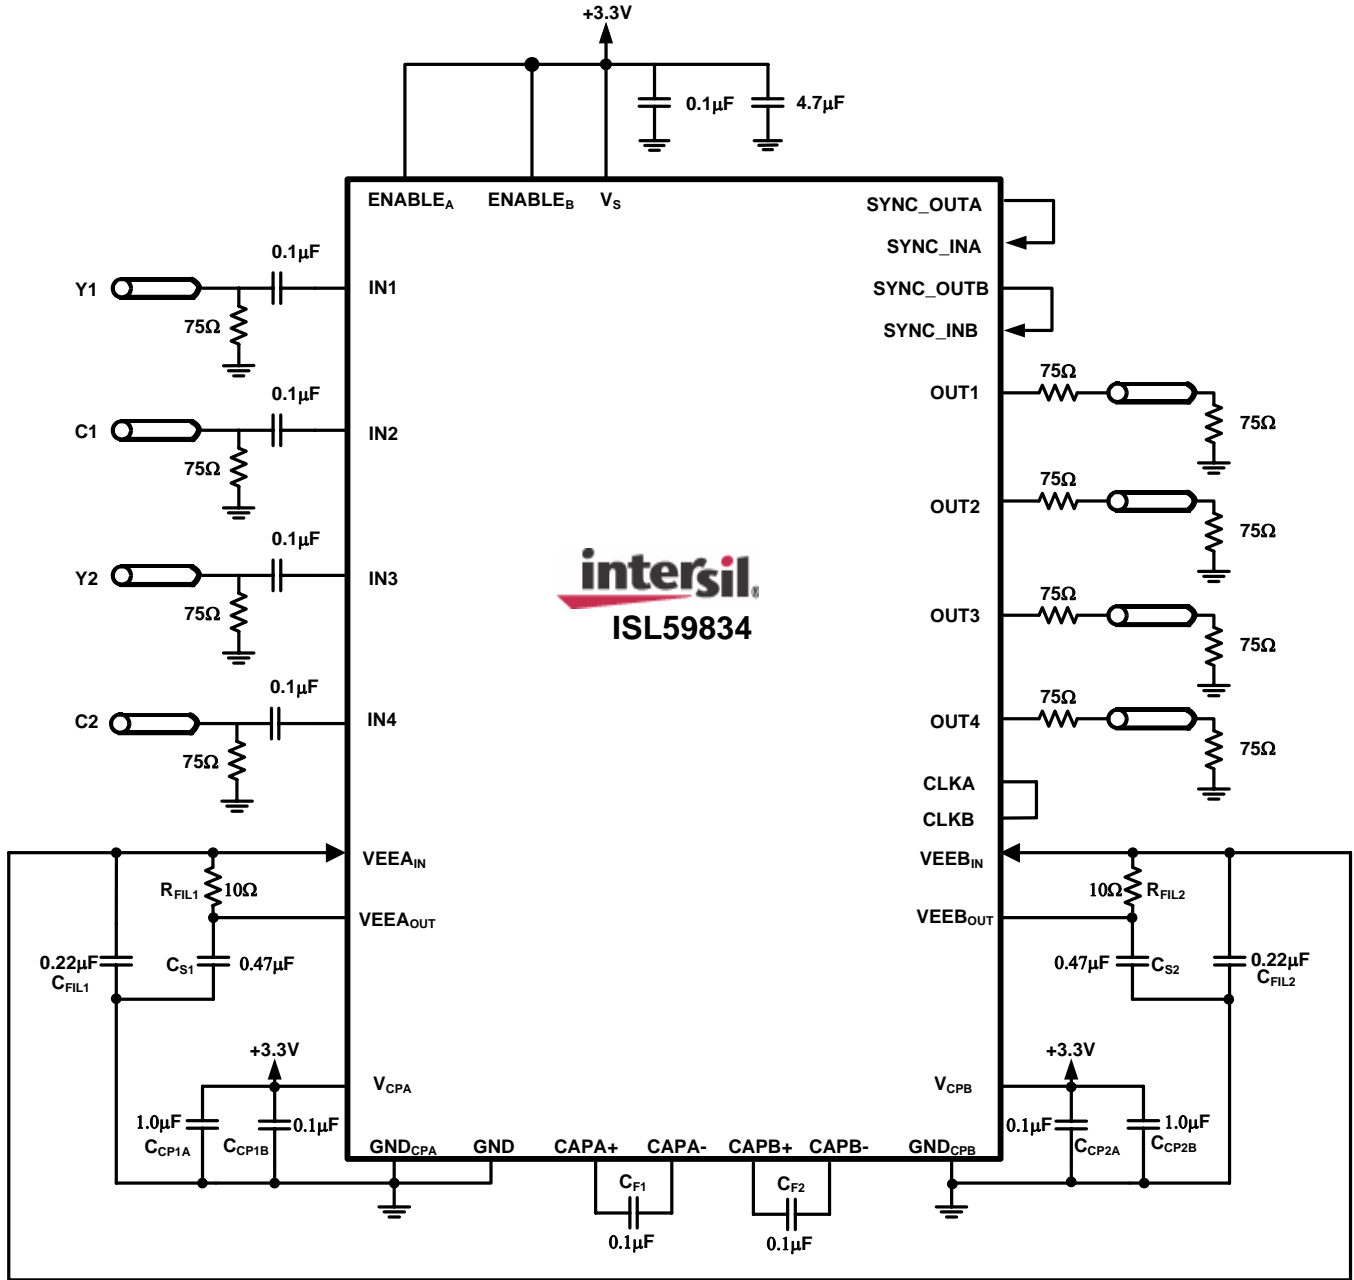 +3.3V
0.1μF
4.7μF
ENABLEA
ENABLEB
VS
SYNC_OUTA
SYNC_INA
SYNC_OUTB
SYNC_INB
0.1μF
Y1
IN1
75Ω
0.1μF
C1
IN2
75Ω
0.1μF
Y2
IN3
75Ω
0.1μF
C2
IN4
75Ω
75Ω
OUT1
75Ω
75Ω
OUT2
75Ω
75Ω
OUT3
75Ω
75Ω
OUT4
75Ω
intersil®
ISL59834
CLKA
CLKB
VEEAIN
VEEBIN
RFIL1
10Ω
10Ω
RFIL2
VEEAOUT
VEEBOUT
0.22μF
CFIL1
CS1
0.47μF
0.47μF
CS2
0.22μF
CFIL2
+3.3V
+3.3V
VCPA
VCPB
1.0μF
CCP1A
CCP1B
0.1μF
0.1μF
CCP2A
1.0μF
CCP2B
GNDCPA
GND
CAPA+
CAPA-
CAPB+
CAPB-
GNDCPB
CF1
0.1μF
CF2
0.1μF